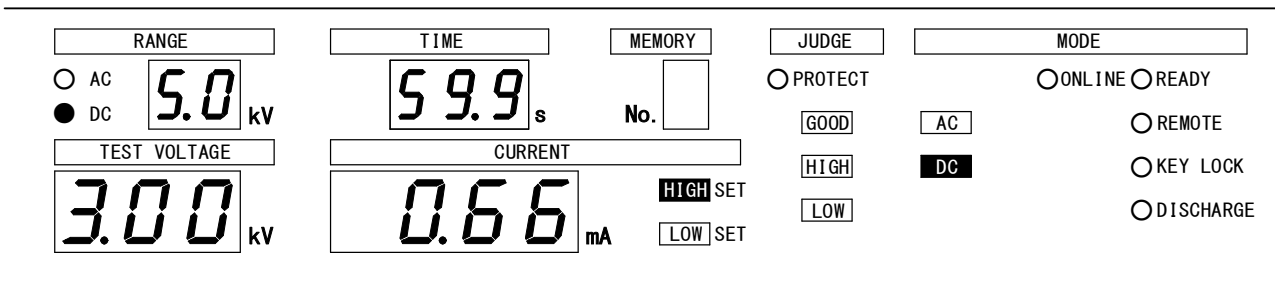 RANGE TIME MEMORY JUDGE MODE
AC 5.0 kV 59.9 s No. PROTECT ONLINE READY
DC GOOD AC REMOTE
TEST VOLTAGE CURRENT HIGH DC KEY LOCK
3.00 kV 0.66 mA HIGH SET LOW DISCHARGE
LOW SET